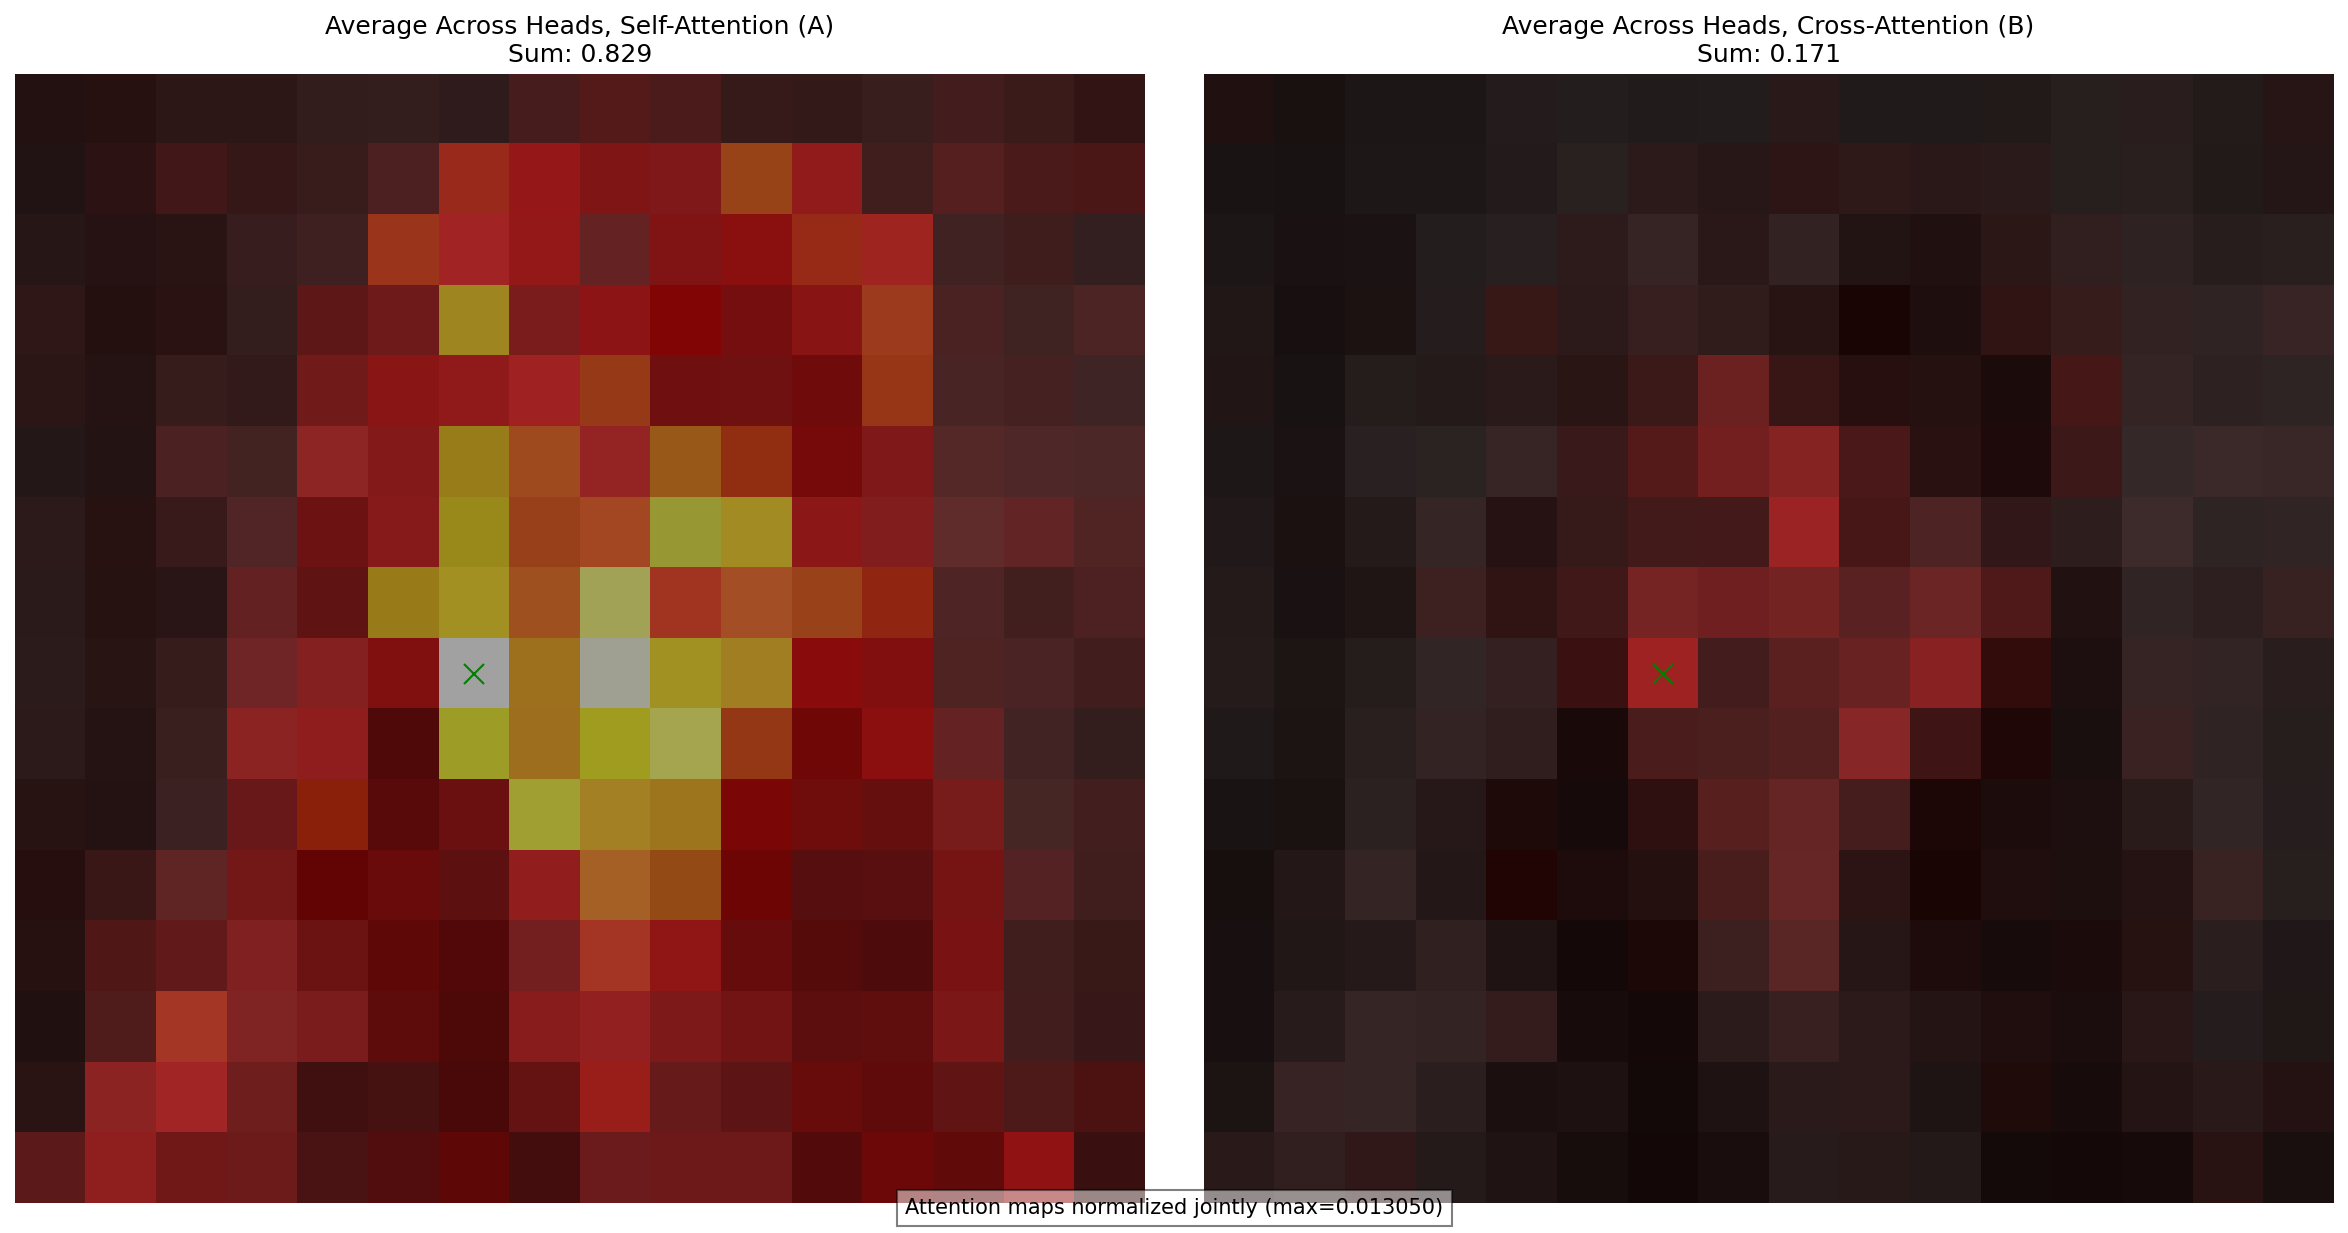 Average Across Heads, Self-Attention (A)
Sum: 0.829
Average Across Heads, Cross-Attention (B)
Sum: 0.171
Attention maps normalized jointly (max=0.013050)